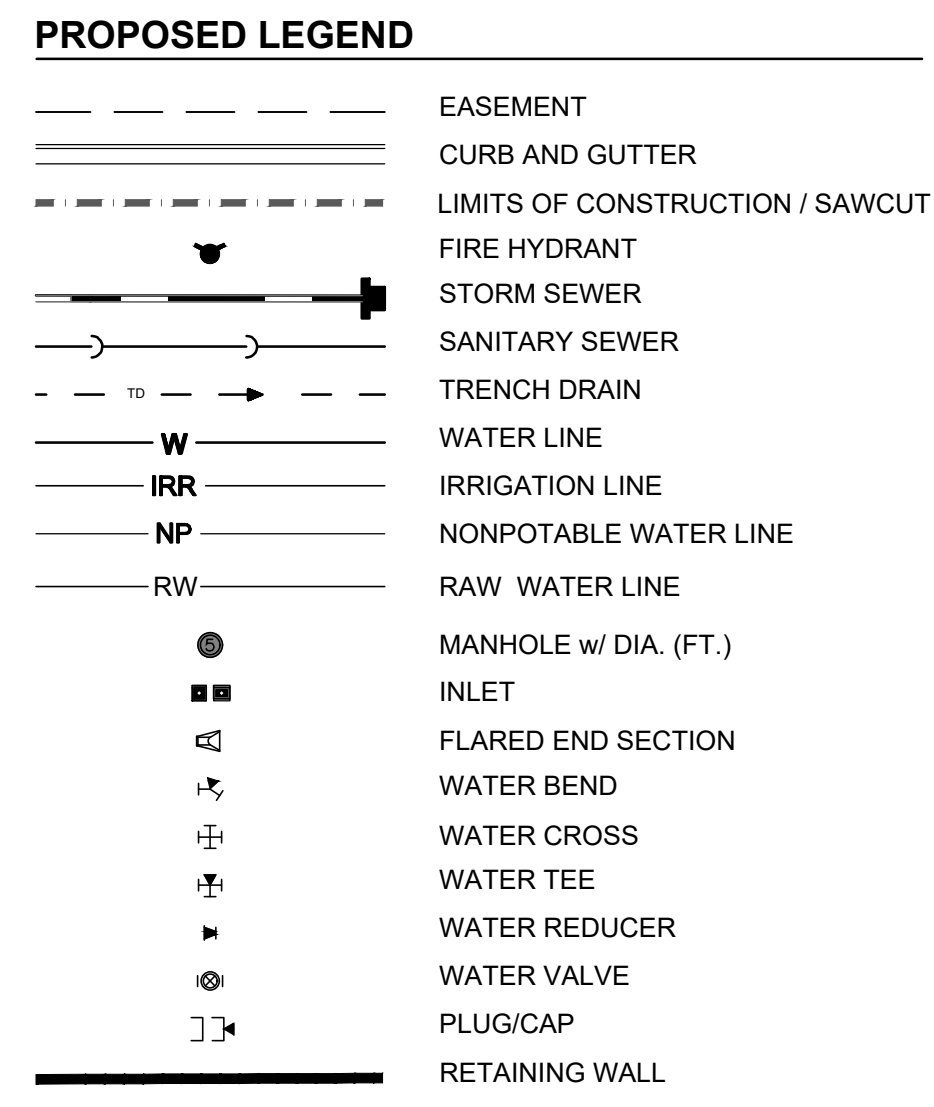 PROPOSED LEGEND
EASEMENT
CURB AND GUTTER
LIMITS OF CONSTRUCTION / SAWCUT
FIRE HYDRANT
STORM SEWER
SANITARY SEWER
TD TRENCH DRAIN
W WATER LINE
IRR IRRIGATION LINE
NP NONPOTABLE WATER LINE
RW RAW WATER LINE
5 MANHOLE w/ DIA. (FT.)
INLET
FLARED END SECTION
WATER BEND
WATER CROSS
WATER TEE
WATER REDUCER
WATER VALVE
PLUG/CAP
RETAINING WALL